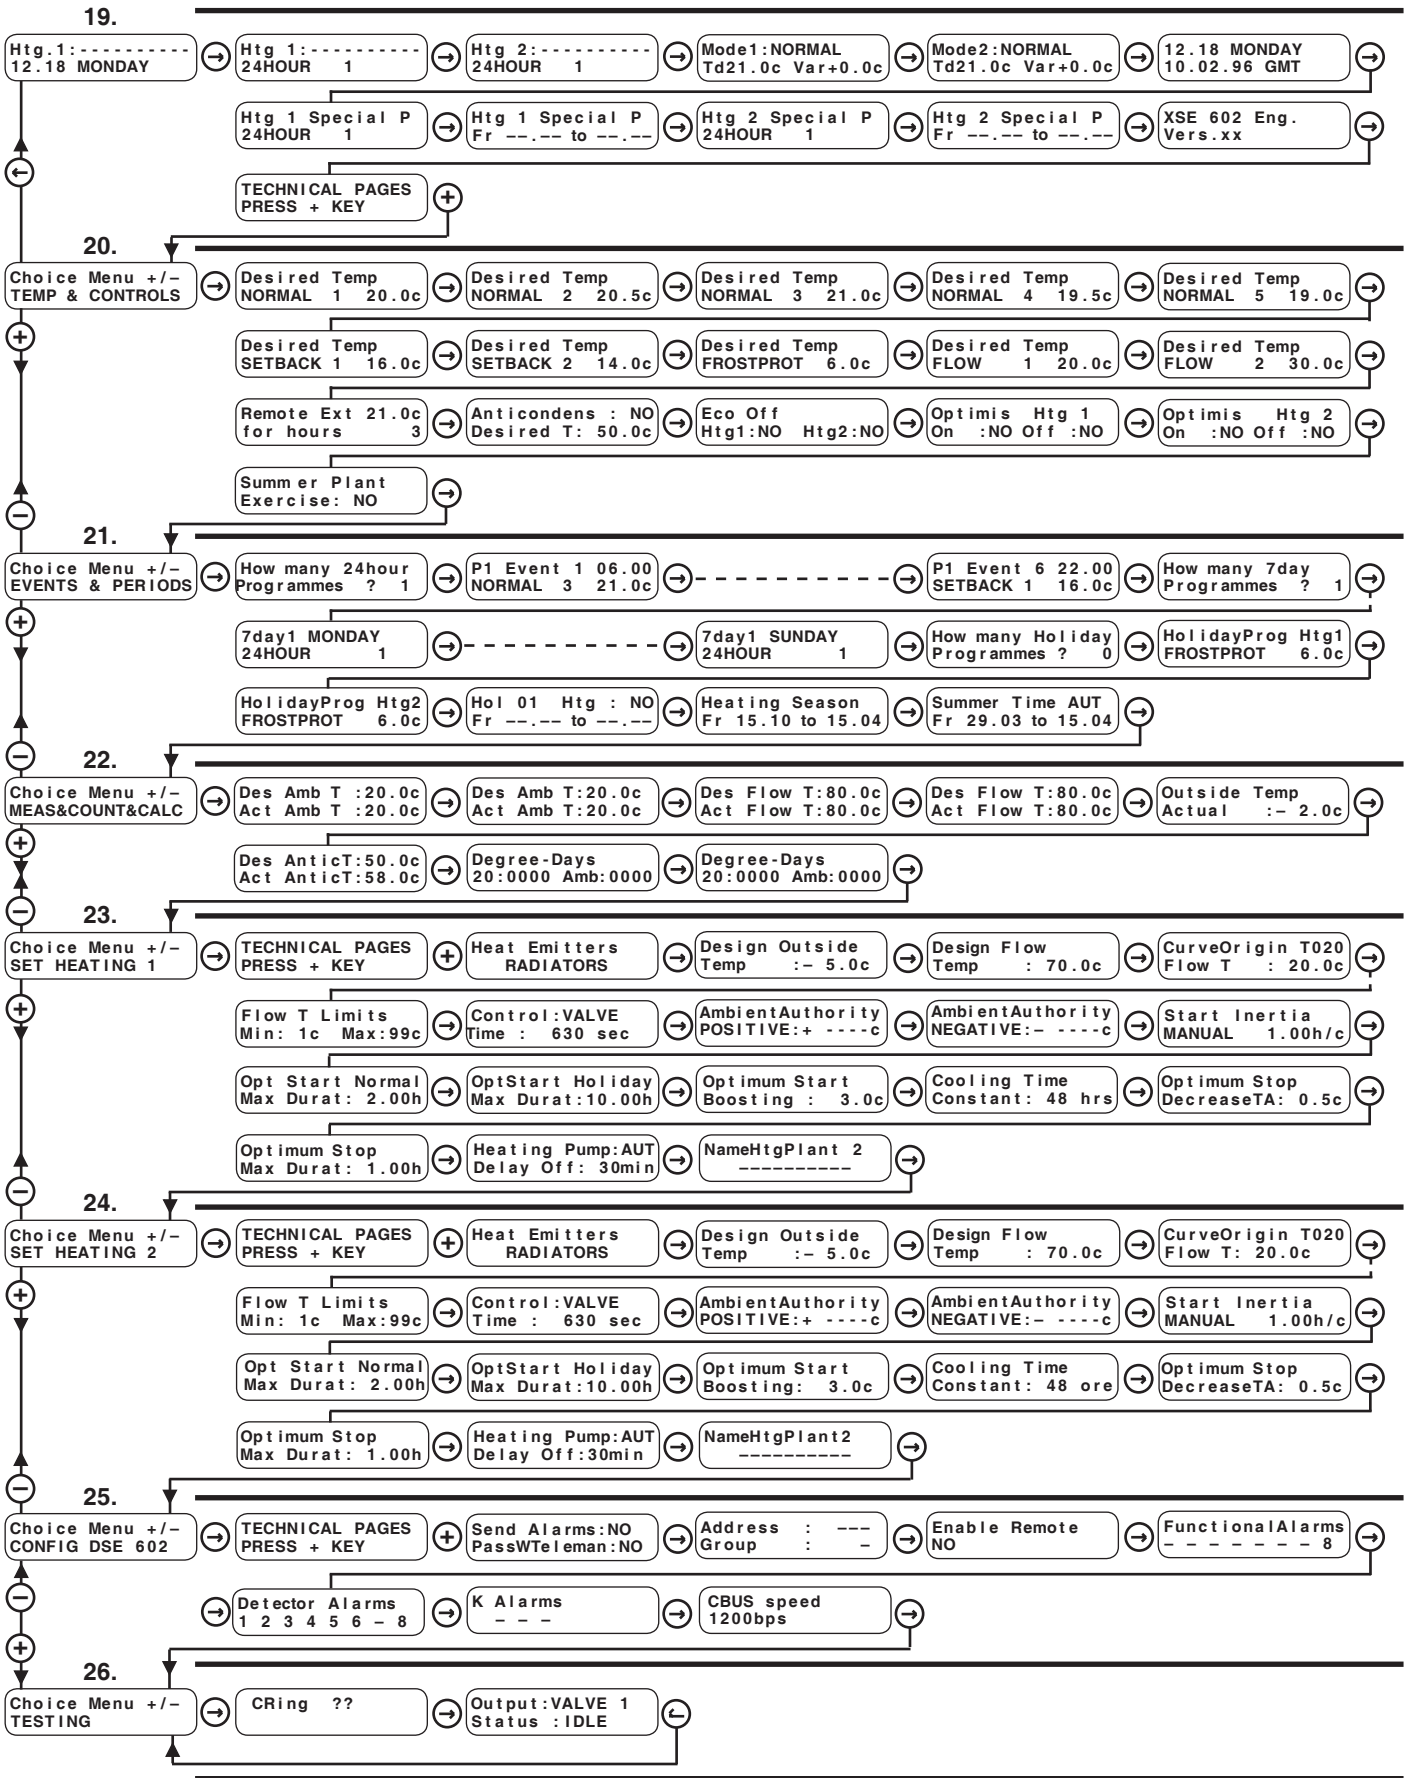 19.
Htg.1:----------
12.18 MONDAY
Htg 1:----------
24HOUR 1
Htg 2:----------
24HOUR 1
Mode1:NORMAL
Td21.0c Var+0.0c
Mode2:NORMAL
Td21.0c Var+0.0c
12.18 MONDAY
10.02.96 GMT
Htg 1 Special P
24HOUR 1
Htg 1 Special P
Fr --.-- to --.--
Htg 2 Special P
24HOUR 1
Htg 2 Special P
Fr --.-- to --.--
XSE 602 Eng.
Vers.xx
TECHNICAL PAGES
PRESS + KEY
20.
Choice Menu +/-
TEMP & CONTROLS
Desired Temp
NORMAL 1 20.0c
Desired Temp
NORMAL 2 20.5c
Desired Temp
NORMAL 3 21.0c
Desired Temp
NORMAL 4 19.5c
Desired Temp
NORMAL 5 19.0c
Desired Temp
SETBACK 1 16.0c
Desired Temp
SETBACK 2 14.0c
Desired Temp
FROSTPROT 6.0c
Desired Temp
FLOW 1 20.0c
Desired Temp
FLOW 2 30.0c
Remote Ext 21.0c
for hours 3
Anticondens : NO
Desired T: 50.0c
Eco Off
Htg1:NO Htg2:NO
Optimis Htg 1
On :NO Off :NO
Optimis Htg 2
On :NO Off :NO
Summer Plant
Exercise: NO
21.
Choice Menu +/-
EVENTS & PERIODS
How many 24hour
Programmes ? 1
P1 Event 1 06.00
NORMAL 3 21.0c
P1 Event 6 22.00
SETBACK 1 16.0c
How many 7day
Programmes ? 1
7day1 MONDAY
24HOUR 1
7day1 SUNDAY
24HOUR 1
How many Holiday
Programmes ? 0
HolidayProg Htg1
FROSTPROT 6.0c
HolidayProg Htg2
FROSTPROT 6.0c
Hol 01 Htg : NO
Fr --.-- to --.--
Heating Season
Fr 15.10 to 15.04
Summer Time AUT
Fr 29.03 to 15.04
22.
Choice Menu +/-
MEAS&COUNT&CALC
Des Amb T :20.0c
Act Amb T :20.0c
Des Amb T:20.0c
Act Amb T:20.0c
Des Flow T:80.0c
Act Flow T:80.0c
Des Flow T:80.0c
Act Flow T:80.0c
Outside Temp
Actual :- 2.0c
Des AnticT:50.0c
Act AnticT:58.0c
Degree-Days
20:0000 Amb:0000
Degree-Days
20:0000 Amb:0000
23.
Choice Menu +/-
SET HEATING 1
TECHNICAL PAGES
PRESS + KEY
Heat Emitters
RADIATORS
Design Outside
Temp :- 5.0c
Design Flow
Temp : 70.0c
CurveOrigin T020
Flow T : 20.0c
Flow T Limits
Min: 1c Max:99c
Control:VALVE
Time : 630 sec
AmbientAuthority
POSITIVE:+ ----c
AmbientAuthority
NEGATIVE:- ----c
Start Inertia
MANUAL 1.00h/c
Opt Start Normal
Max Durat: 2.00h
OptStart Holiday
Max Durat:10.00h
Optimum Start
Boosting : 3.0c
Cooling Time
Constant: 48 hrs
Optimum Stop
DecreaseTA: 0.5c
Optimum Stop
Max Durat: 1.00h
Heating Pump:AUT
Delay Off: 30min
NameHtgPlant 2
----------
24.
Choice Menu +/-
SET HEATING 2
TECHNICAL PAGES
PRESS + KEY
Heat Emitters
RADIATORS
Design Outside
Temp :- 5.0c
Design Flow
Temp : 70.0c
CurveOrigin T020
Flow T: 20.0c
Flow T Limits
Min: 1c Max:99c
Control:VALVE
Time : 630 sec
AmbientAuthority
POSITIVE:+ ----c
AmbientAuthority
NEGATIVE:- ----c
Start Inertia
MANUAL 1.00h/c
Opt Start Normal
Max Durat: 2.00h
OptStart Holiday
Max Durat:10.00h
Optimum Start
Boosting: 3.0c
Cooling Time
Constant: 48 ore
Optimum Stop
DecreaseTA: 0.5c
Optimum Stop
Max Durat: 1.00h
Heating Pump:AUT
Delay Off:30min
NameHtgPlant2
----------
25.
Choice Menu +/-
CONFIG DSE 602
TECHNICAL PAGES
PRESS + KEY
Send Alarms:NO
PassWTeleman:NO
Address : ---
Group : -
Enable Remote
NO
FunctionalAlarms
- - - - - - - 8
Detector Alarms
1 2 3 4 5 6 - 8
K Alarms
- - -
CBUS speed
1200bps
26.
Choice Menu +/-
TESTING
CRing ??
Output:VALVE 1
Status :IDLE